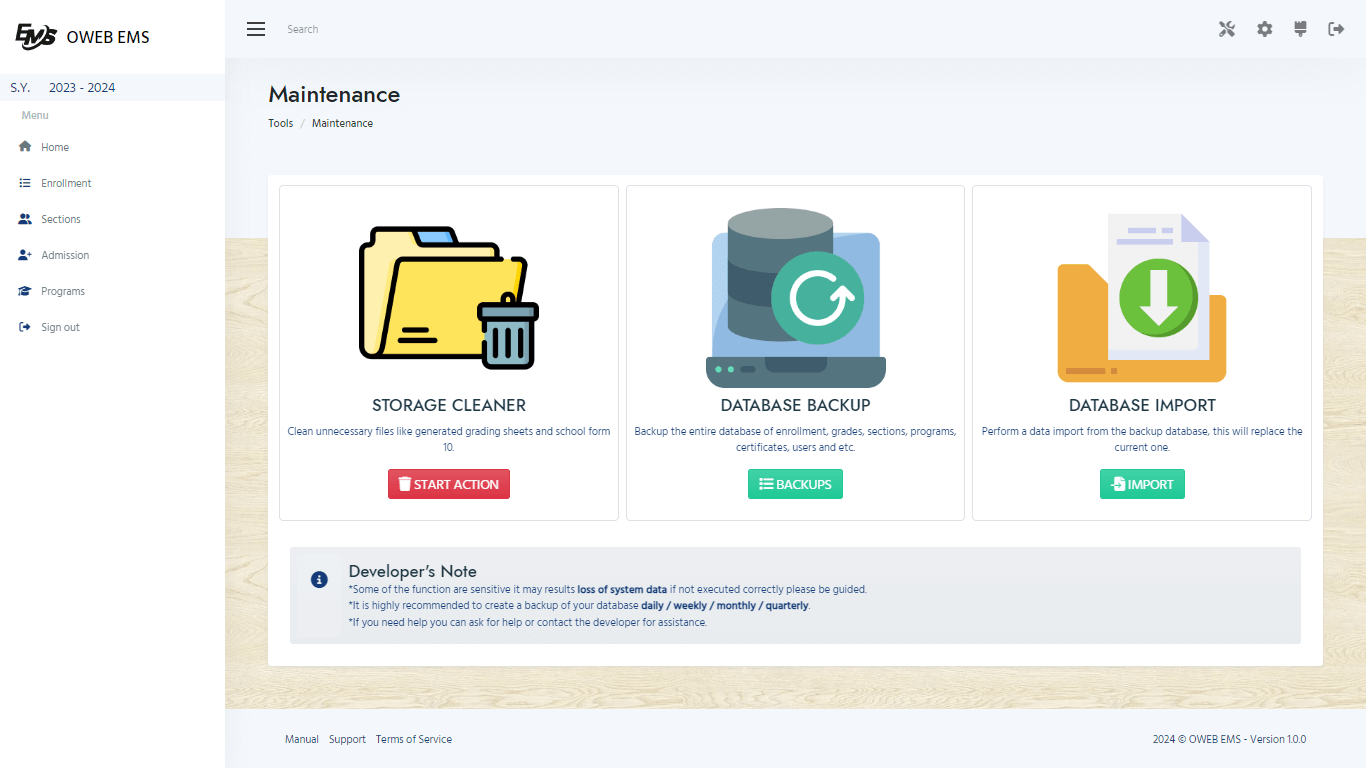 EMS OWEB EMS
Search
S.Y. 2023 - 2024
Menu
Home
Enrollment
Sections
Admission
Programs
Sign out
Maintenance
Tools / Maintenance
STORAGE CLEANER
Clean unnecessary files like generated grading sheets and school form
10.
START ACTION
DATABASE BACKUP
Backup the entire database of enrollment, grades, sections, programs,
certificates, users and etc.
BACKUPS
DATABASE IMPORT
Perform a data import from the backup database, this will replace the
current one.
IMPORT
Developer's Note
*Some of the function are sensitive it may results loss of system data if not executed correctly please be guided.
*It is highly recommended to create a backup of your database daily / weekly / monthly / quarterly.
*If you need help you can ask for help or contact the developer for assistance.
Manual Support Terms of Service
2024 © OWEB EMS - Version 1.0.0